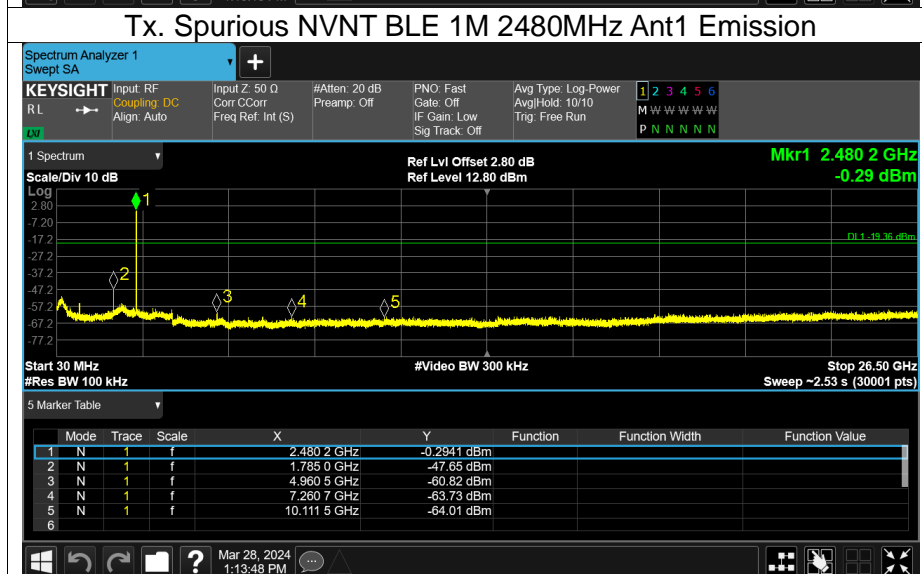 Tx. Spurious NVNT BLE 1M 2480MHz Ant1 Emission
Spectrum Analyzer 1
Swept SA
+
KEYSIGHT Input: RF Input Z: 50 Ω #Atten: 20 dB PNO: Fast Avg Type: Log-Power 1 2 3 4 5 6
R L Coupling: DC Corr CCorr Preamp: Off Gate: Off Avg|Hold: 10/10 M W W W W W
Align: Auto Freq Ref: Int (S) IF Gain: Low Trig: Free Run
LXI Sig Track: Off P N N N N N
1 Spectrum Ref Lvl Offset 2.80 dB Mkr1 2.480 2 GHz
Scale/Div 10 dB Ref Level 12.80 dBm -0.29 dBm
Log
2.80 1
-7.20
-17.2 DL1 -19.36 dBm
-27.2
-37.2 2
-47.2
-57.2 3 4 5
-67.2
-77.2
Start 30 MHz #Video BW 300 kHz Stop 26.50 GHz
#Res BW 100 kHz Sweep ~2.53 s (30001 pts)
5 Marker Table
Mode Trace Scale X Y Function Function Width Function Value
1 N 1 f 2.480 2 GHz -0.2941 dBm
2 N 1 f 1.785 0 GHz -47.65 dBm
3 N 1 f 4.960 5 GHz -60.82 dBm
4 N 1 f 7.260 7 GHz -63.73 dBm
5 N 1 f 10.111 5 GHz -64.01 dBm
6
? Mar 28, 2024
1:13:48 PM